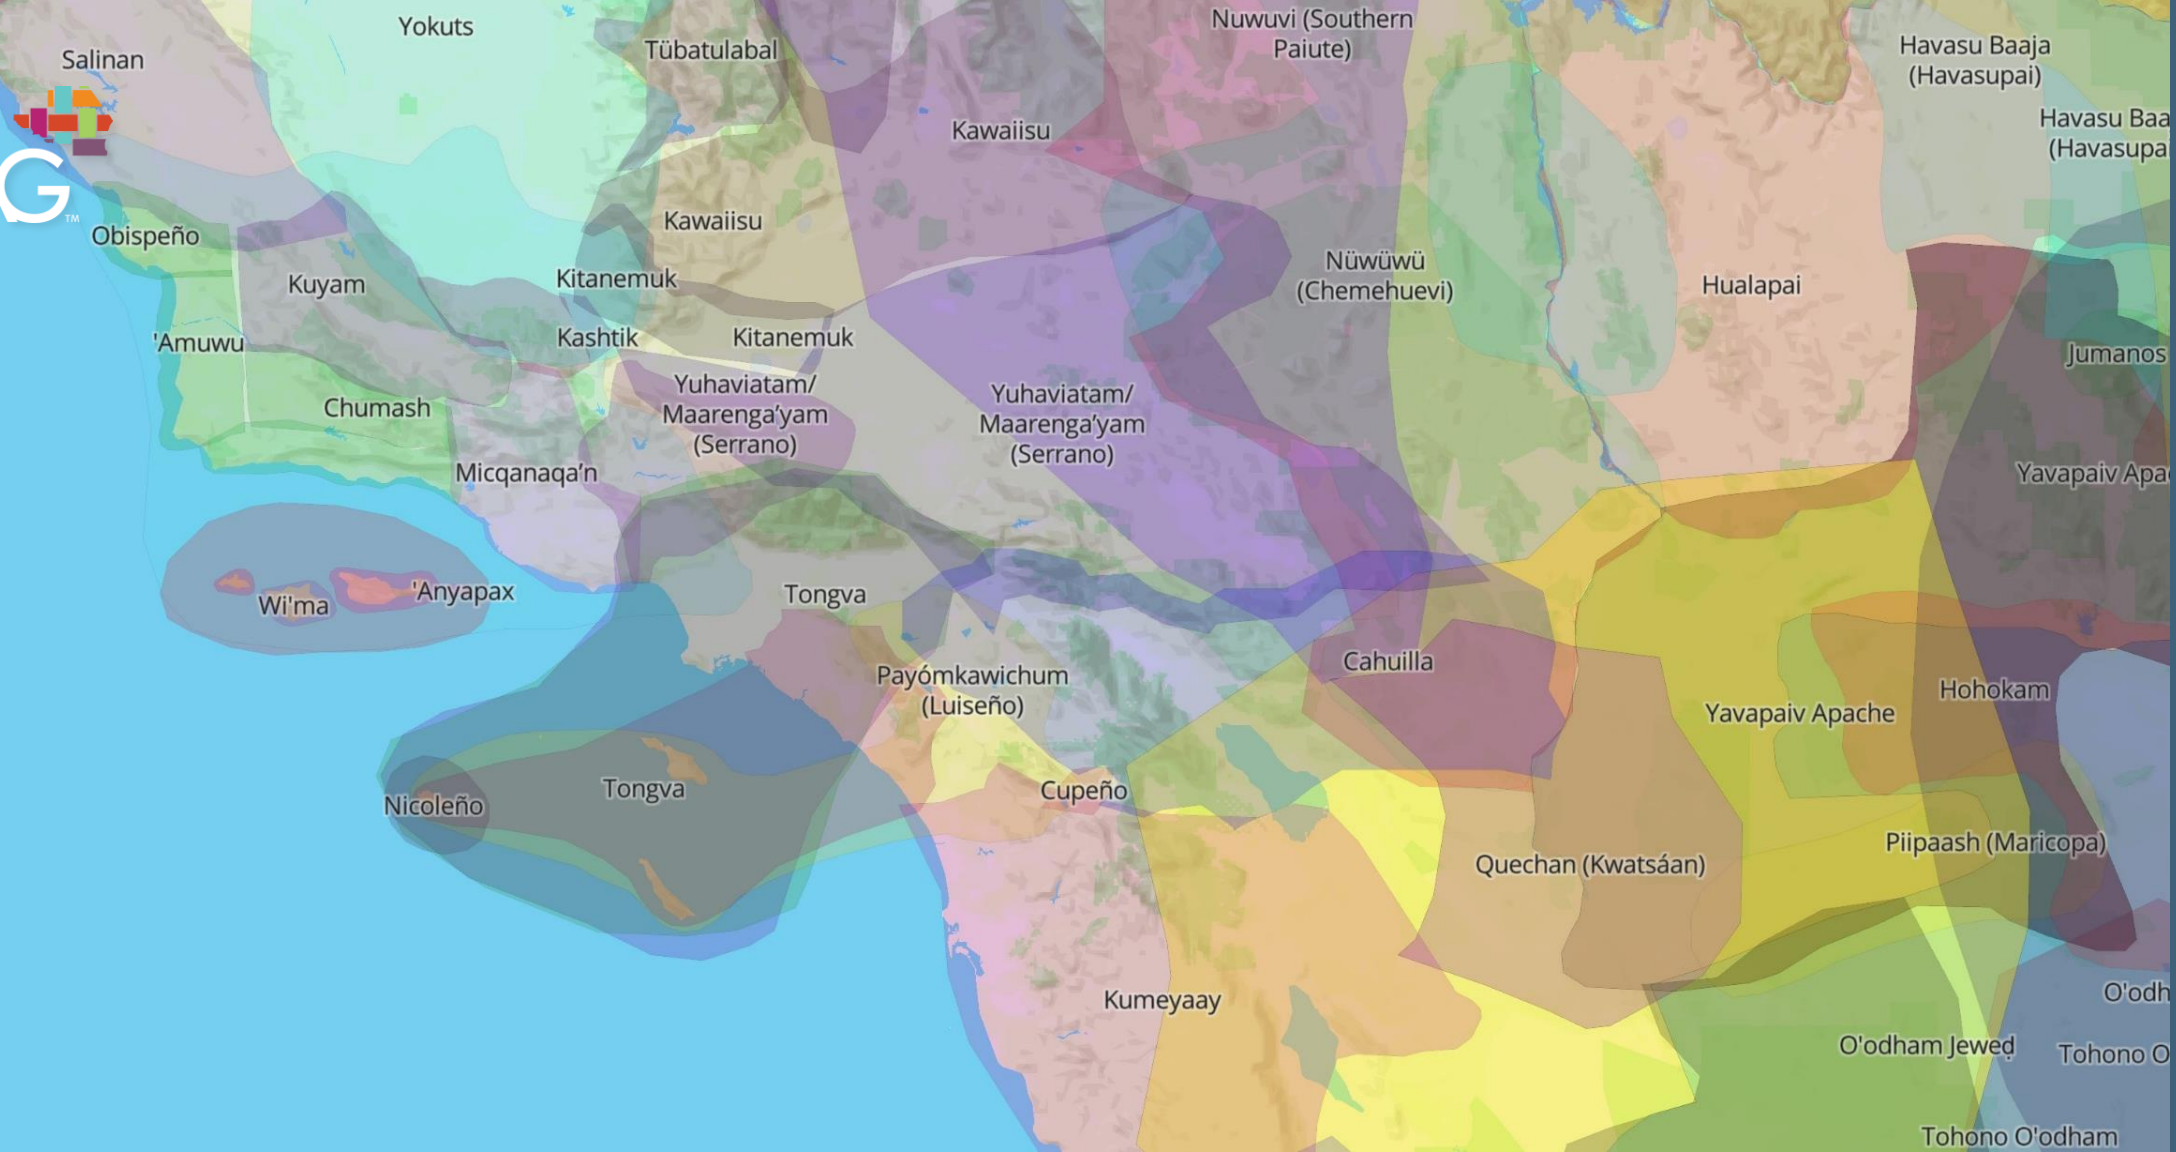 Yokuts
Nuwuvi (Southern
Paiute)
Salinan
Tübatulabal
Havasu Baaja
(Havasupai)
Kawaiisu
Havasu Baa
(Havasupa
G
TM
Kawaiisu
Obispeño
Kuyam
Kitanemuk
Nüwüwü
(Chemehuevi)
Hualapai
'Amuwu
Kashtik
Kitanemuk
Jumanos
Chumash
Yuhaviatam/
Maarenga'yam
(Serrano)
Yuhaviatam/
Maarenga'yam
(Serrano)
Micqanaqa'n
Yavapaiv Apa
Wi'ma
'Anyapax
Tongva
Payómkawichum
(Luiseño)
Cahuilla
Hohokam
Yavapaiv Apache
Nicoleño
Tongva
Cupeño
Quechan (Kwatsáan)
Piipaash (Maricopa)
Kumeyaay
O'odh
O'odham Jeweḍ
Tohono O
Tohono O'odham